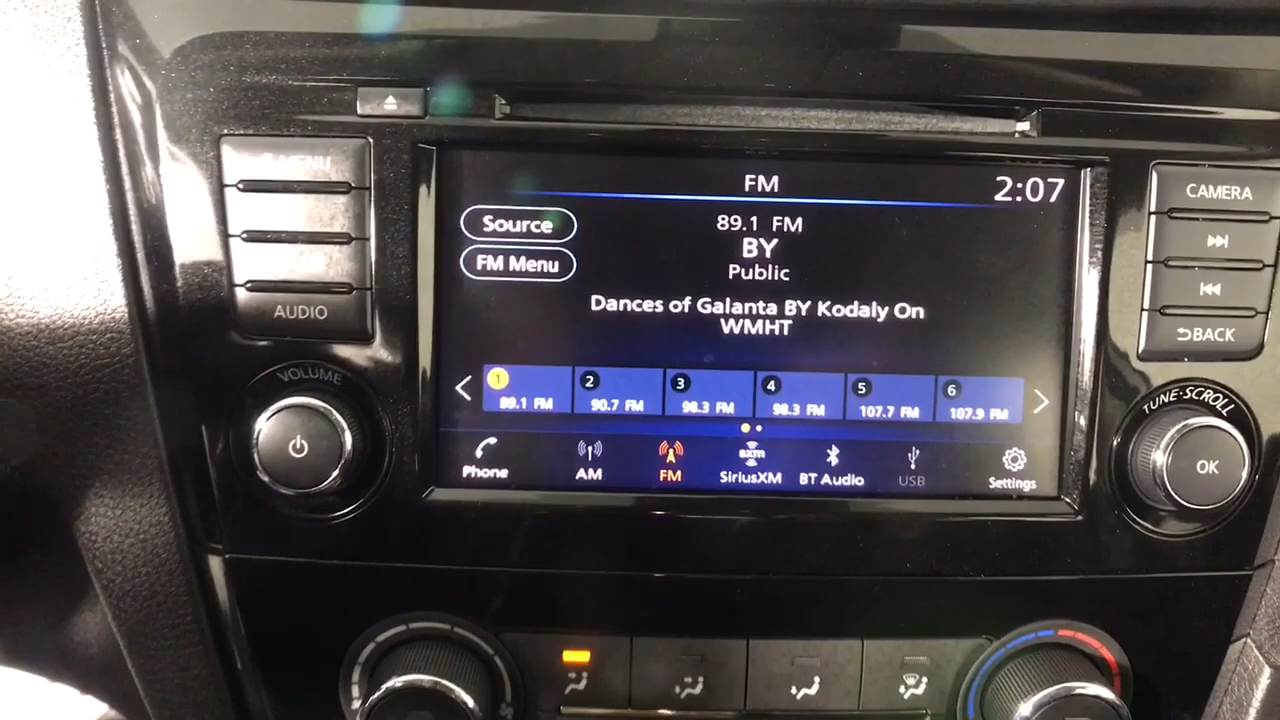 MENU
AUDIO
VOLUME
FM
2:07
Source
FM Menu
89.1 FM
BY
Public
Dances of Galanta BY Kodaly On
WMHT
1 89.1 FM
2 90.7 FM
3 98.3 FM
4 98.3 FM
5 107.7 FM
6 107.9 FM
Phone
AM
FM
SXM
SiriusXM
BT Audio
USB
Settings
CAMERA
BACK
TUNE·SCROLL
OK